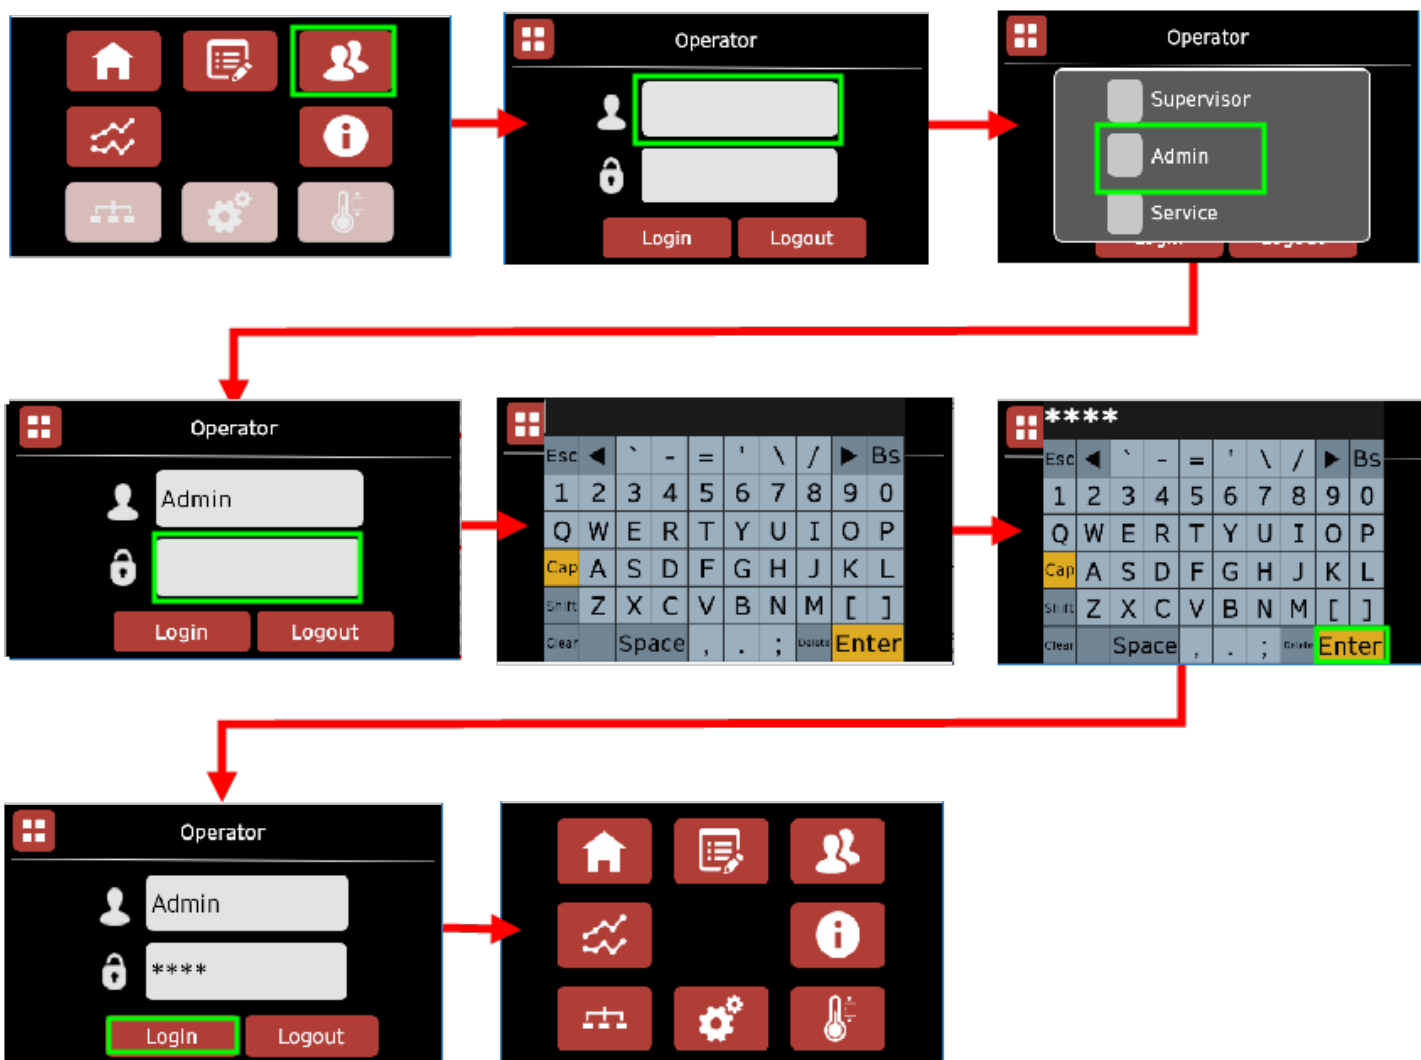 Operator
Login Logout
Operator
Supervisor
Admin
Service
Operator
Admin
Login Logout
Esc ◀ ` - = ' \ / ▶ Bs
1 2 3 4 5 6 7 8 9 0
Q W E R T Y U I O P
Cap A S D F G H J K L
Shift Z X C V B N M [ ]
Clear Space , . ; Delete Enter
****
Esc ◀ ` - = ' \ / ▶ Bs
1 2 3 4 5 6 7 8 9 0
Q W E R T Y U I O P
Cap A S D F G H J K L
Shift Z X C V B N M [ ]
Clear Space , . ; Delete Enter
Operator
Admin
****
Login Logout